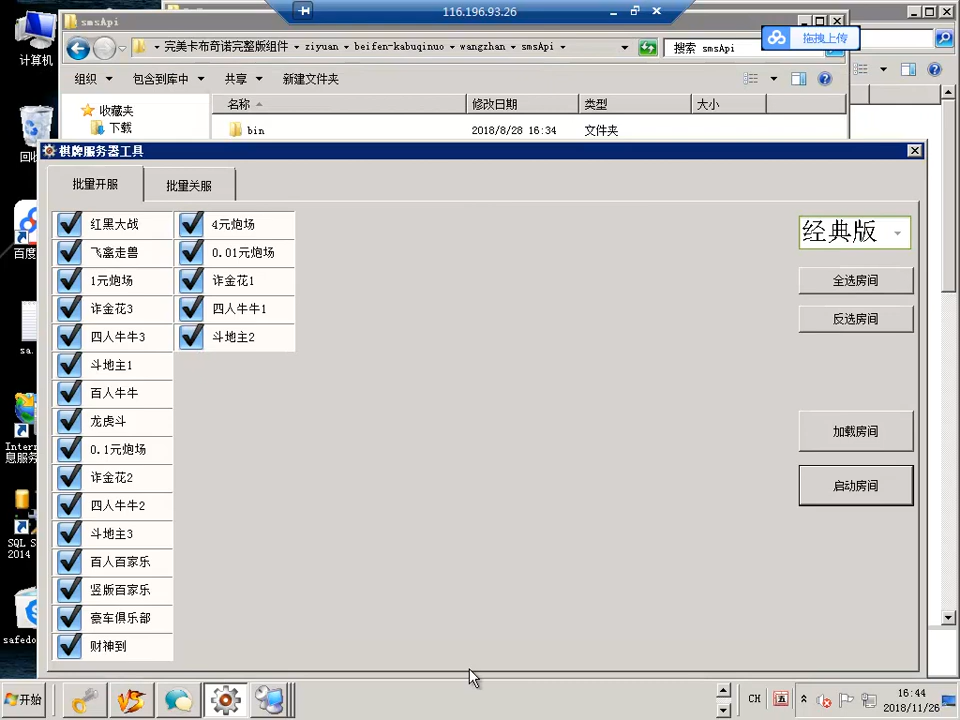 smsApi
116.196.93.26
计算机
完美卡布奇诺完整版组件 ziyuan beifen-kabuqinuo wangzhan smsApi
搜索 smsApi
拖拽上传
组织 包含到库中 共享 新建文件夹
收藏夹
下载
名称 修改日期 类型 大小
bin 2018/8/28 16:34 文件夹
回收
棋牌服务器工具
批量开服 批量关服
红黑大战 4元炮场
飞禽走兽 0.01元炮场
1元炮场 诈金花1
诈金花3 四人牛牛1
四人牛牛3 斗地主2
斗地主1
百人牛牛
龙虎斗
0.1元炮场
诈金花2
四人牛牛2
斗地主3
百人百家乐
竖版百家乐
豪车俱乐部
财神到
经典版
全选房间
反选房间
加载房间
启动房间
百度
sa.
Inter
息服务
SQL S
2014
safedo
开始
CH
五
16:44
2018/11/26